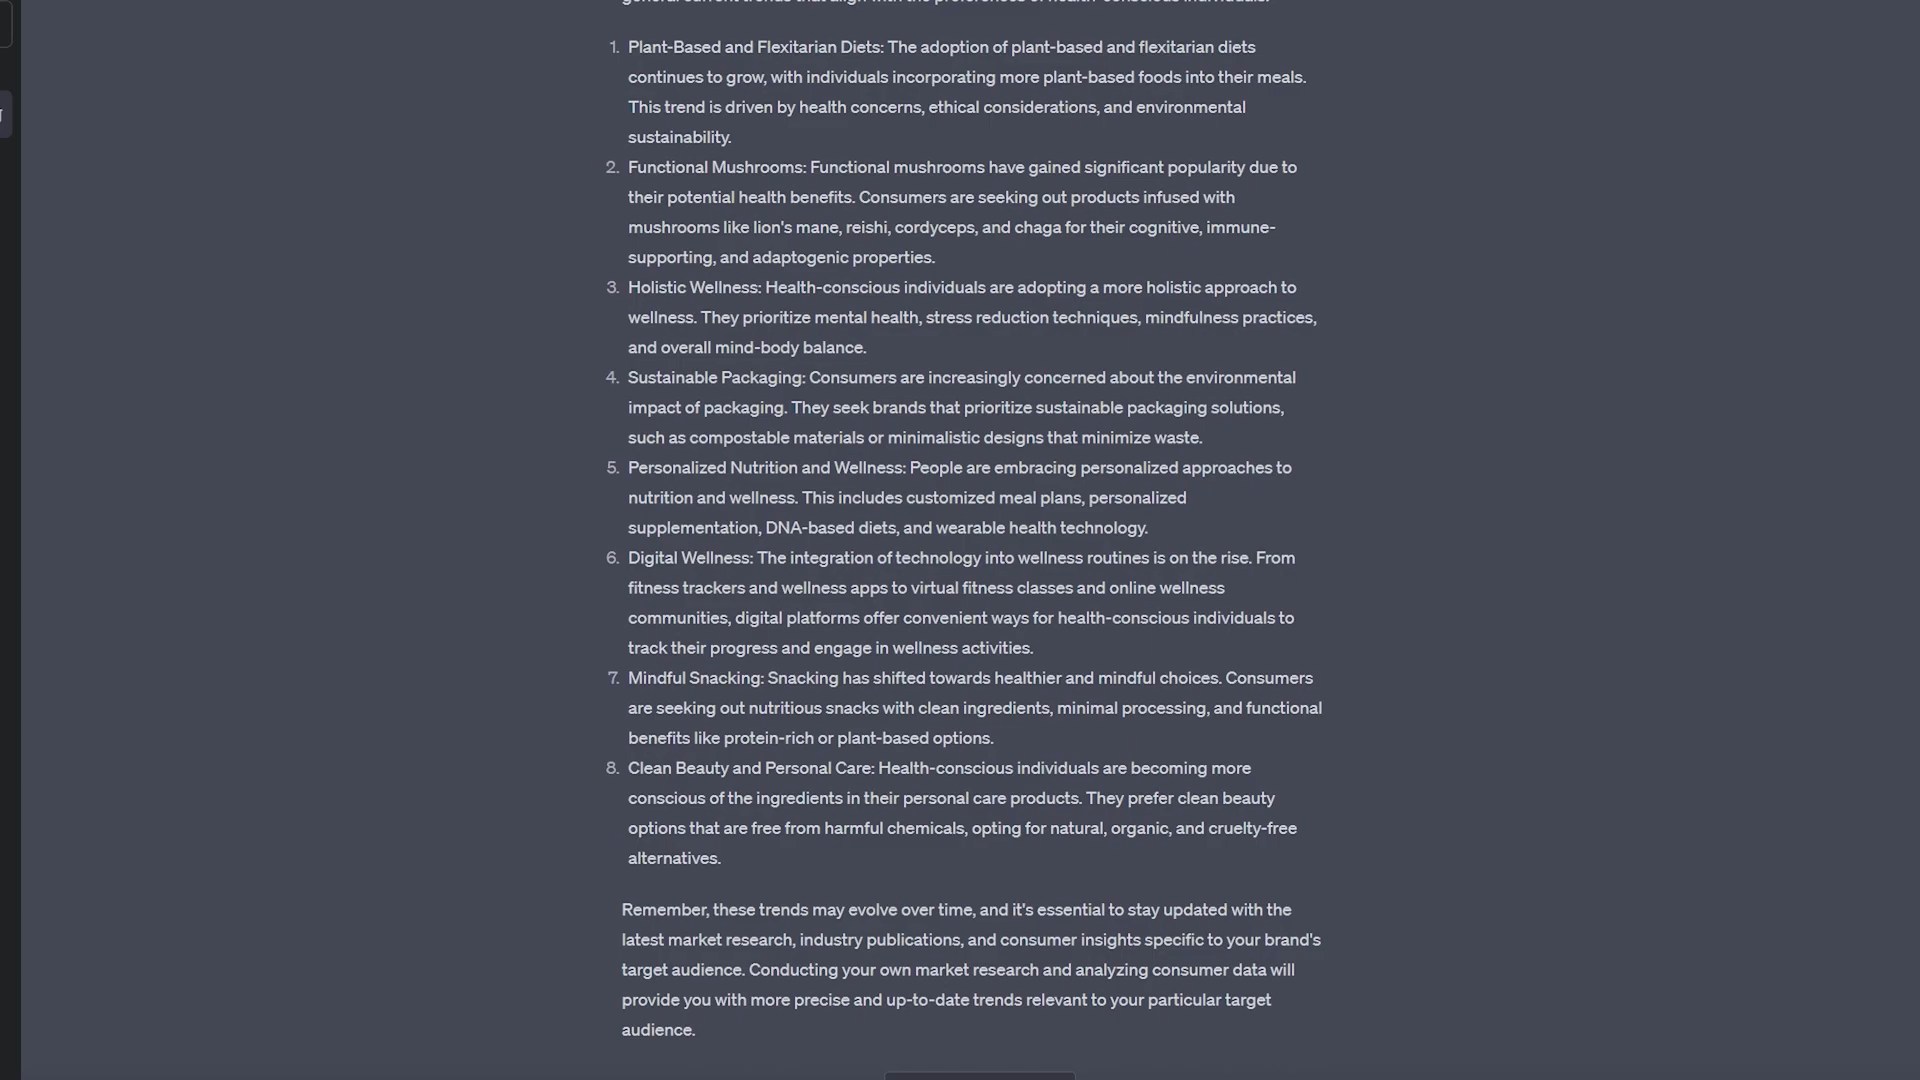 general current trends that align with the preferences of health-conscious individuals.
1. Plant-Based and Flexitarian Diets: The adoption of plant-based and flexitarian diets
continues to grow, with individuals incorporating more plant-based foods into their meals.
This trend is driven by health concerns, ethical considerations, and environmental
sustainability.
2. Functional Mushrooms: Functional mushrooms have gained significant popularity due to
their potential health benefits. Consumers are seeking out products infused with
mushrooms like lion's mane, reishi, cordyceps, and chaga for their cognitive, immune-
supporting, and adaptogenic properties.
3. Holistic Wellness: Health-conscious individuals are adopting a more holistic approach to
wellness. They prioritize mental health, stress reduction techniques, mindfulness practices,
and overall mind-body balance.
4. Sustainable Packaging: Consumers are increasingly concerned about the environmental
impact of packaging. They seek brands that prioritize sustainable packaging solutions,
such as compostable materials or minimalistic designs that minimize waste.
5. Personalized Nutrition and Wellness: People are embracing personalized approaches to
nutrition and wellness. This includes customized meal plans, personalized
supplementation, DNA-based diets, and wearable health technology.
6. Digital Wellness: The integration of technology into wellness routines is on the rise. From
fitness trackers and wellness apps to virtual fitness classes and online wellness
communities, digital platforms offer convenient ways for health-conscious individuals to
track their progress and engage in wellness activities.
7. Mindful Snacking: Snacking has shifted towards healthier and mindful choices. Consumers
are seeking out nutritious snacks with clean ingredients, minimal processing, and functional
benefits like protein-rich or plant-based options.
8. Clean Beauty and Personal Care: Health-conscious individuals are becoming more
conscious of the ingredients in their personal care products. They prefer clean beauty
options that are free from harmful chemicals, opting for natural, organic, and cruelty-free
alternatives.
Remember, these trends may evolve over time, and it's essential to stay updated with the
latest market research, industry publications, and consumer insights specific to your brand's
target audience. Conducting your own market research and analyzing consumer data will
provide you with more precise and up-to-date trends relevant to your particular target
audience.